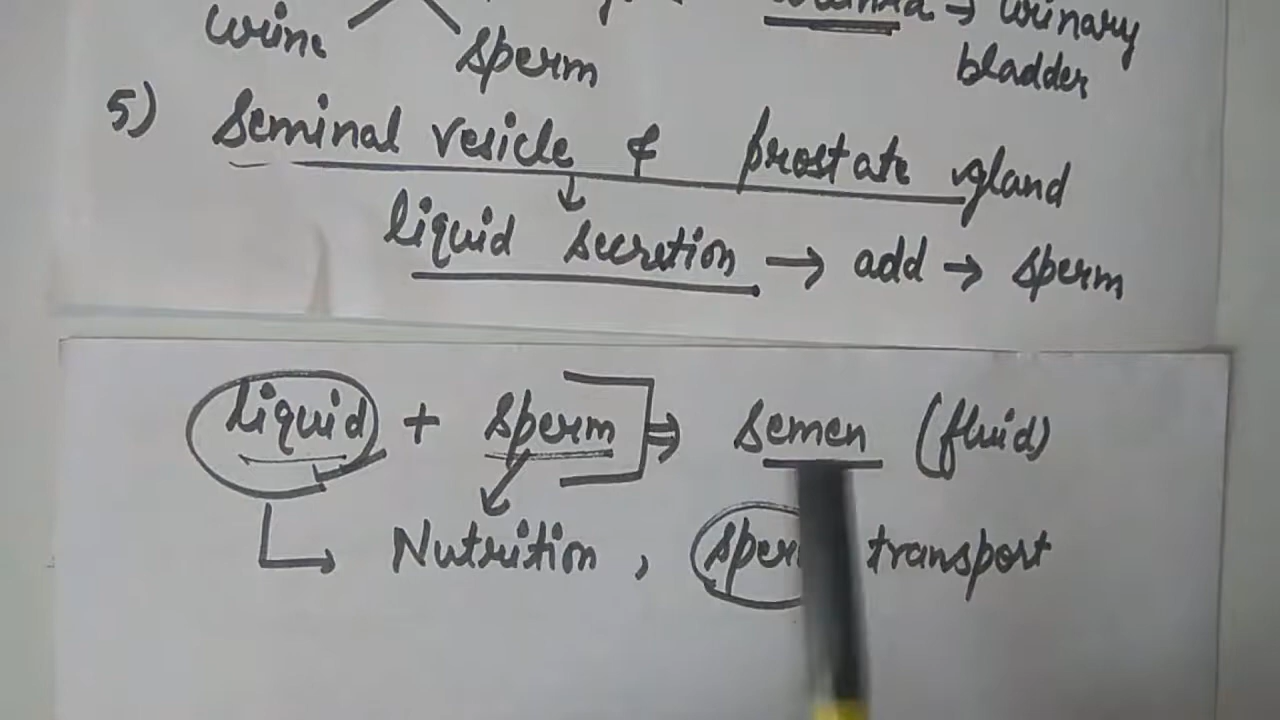 urine → urinary
sperm bladder
5) Seminal vesicle & prostate gland
↓
liquid secretion → add → sperm
liquid + sperm ⇒ semen (fluid)
Nutrition, transport